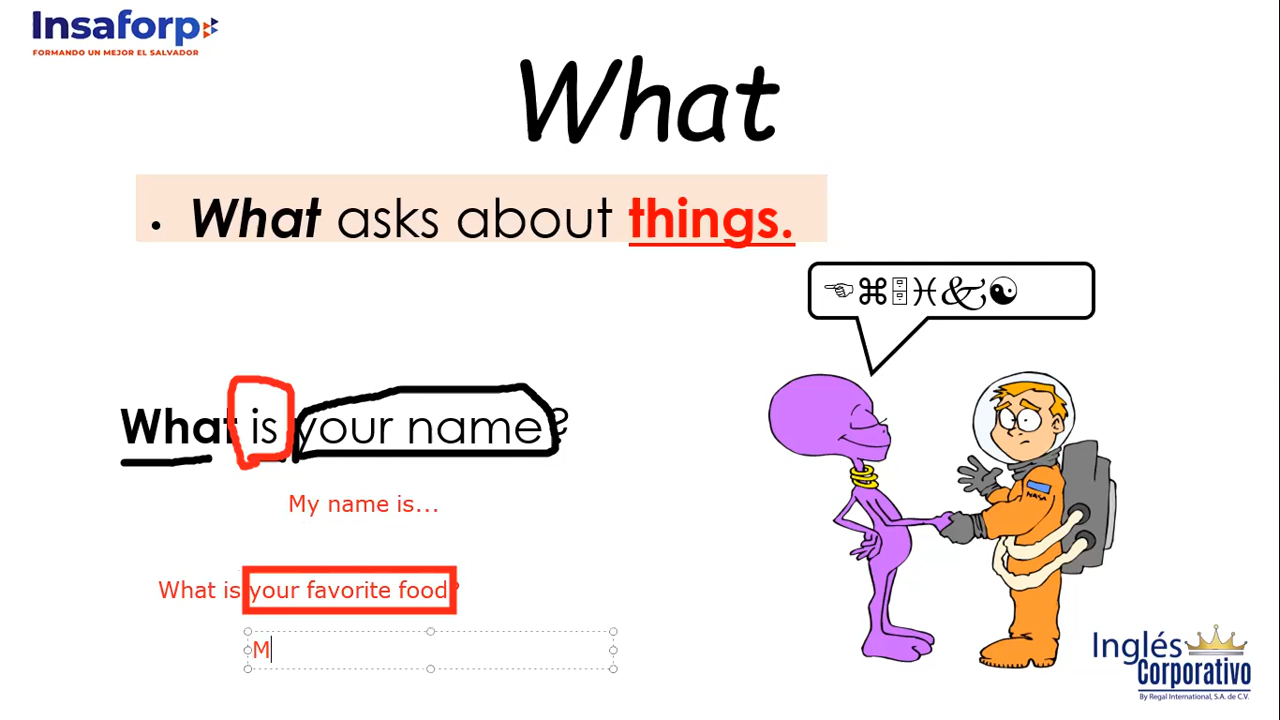 Insaforp
FORMANDO UN MEJOR EL SALVADOR
What
• What asks about things.
What is your name?
My name is...
What is your favorite food?
M
NASA
Inglés
Corporativo
By Regal International, S.A. de C.V.